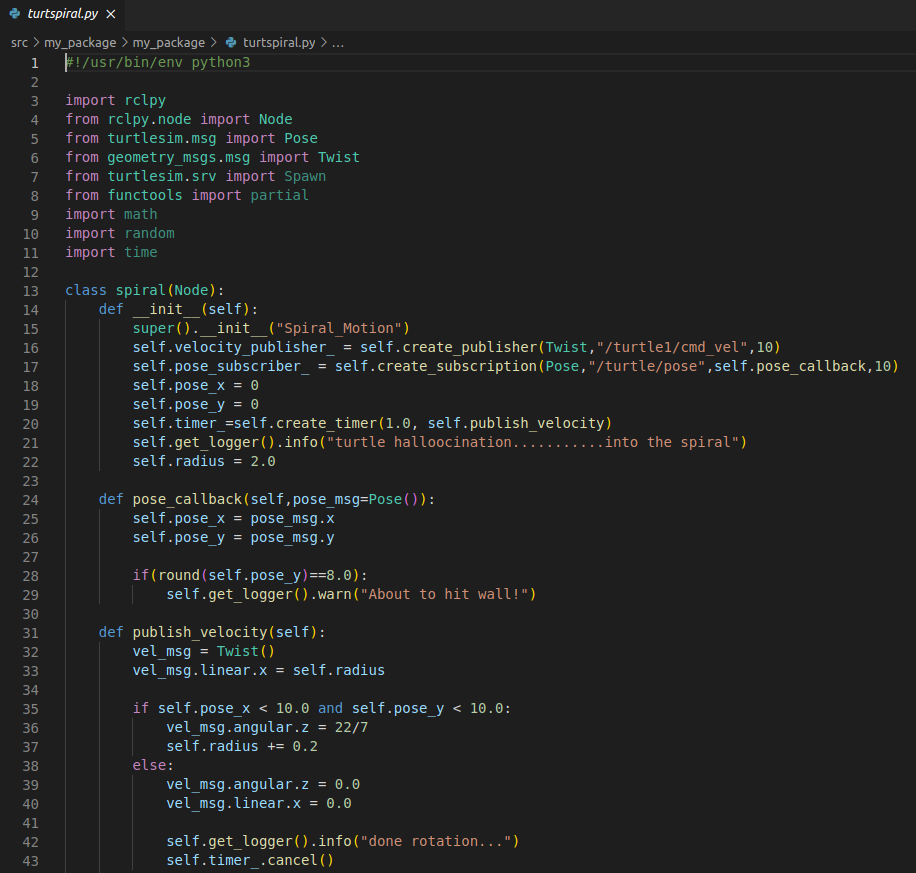 turtspiral.py ×
src > my_package > my_package > turtspiral.py > ...
1 #!/usr/bin/env python3
2
3 import rclpy
4 from rclpy.node import Node
5 from turtlesim.msg import Pose
6 from geometry_msgs.msg import Twist
7 from turtlesim.srv import Spawn
8 from functools import partial
9 import math
10 import random
11 import time
12
13 class spiral(Node):
14     def __init__(self):
15         super().__init__("Spiral_Motion")
16         self.velocity_publisher_ = self.create_publisher(Twist,"/turtle1/cmd_vel",10)
17         self.pose_subscriber_ = self.create_subscription(Pose,"/turtle/pose",self.pose_callback,10)
18         self.pose_x = 0
19         self.pose_y = 0
20         self.timer_=self.create_timer(1.0, self.publish_velocity)
21         self.get_logger().info("turtle halloocination...........into the spiral")
22         self.radius = 2.0
23
24     def pose_callback(self,pose_msg=Pose()):
25         self.pose_x = pose_msg.x
26         self.pose_y = pose_msg.y
27
28         if(round(self.pose_y)==8.0):
29             self.get_logger().warn("About to hit wall!")
30
31     def publish_velocity(self):
32         vel_msg = Twist()
33         vel_msg.linear.x = self.radius
34
35         if self.pose_x < 10.0 and self.pose_y < 10.0:
36             vel_msg.angular.z = 22/7
37             self.radius += 0.2
38         else:
39             vel_msg.angular.z = 0.0
40             vel_msg.linear.x = 0.0
41
42             self.get_logger().info("done rotation...")
43             self.timer_.cancel()